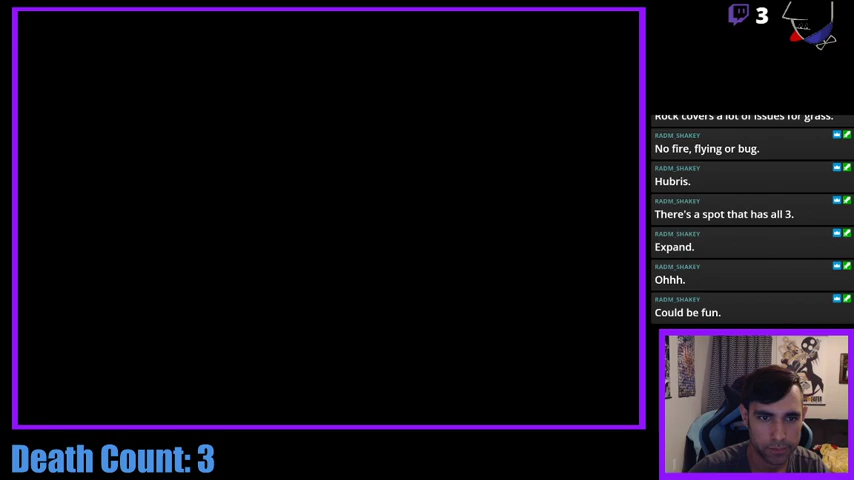 3
Rock covers a lot of issues for grass.
RADM_SHAKEY
No fire, flying or bug.
RADM_SHAKEY
Hubris.
RADM_SHAKEY
There's a spot that has all 3.
RADM_SHAKEY
Expand.
RADM_SHAKEY
Ohhh.
RADM_SHAKEY
Could be fun.
Death Count: 3